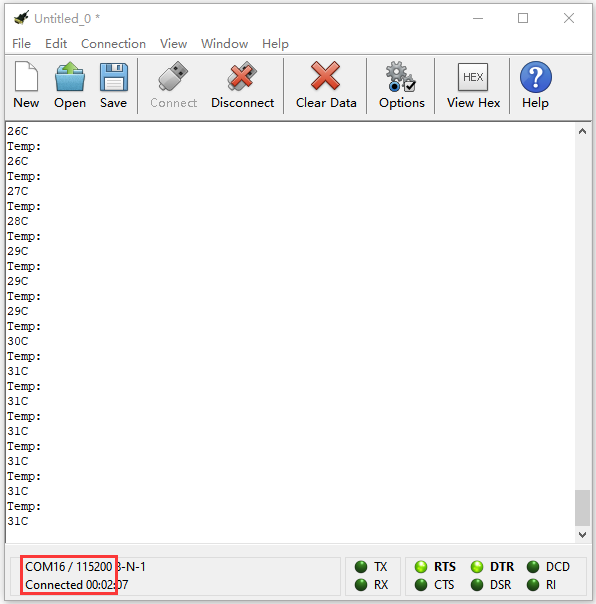 Untitled_0 *
File Edit Connection View Window Help
HEX
New Open Save Connect Disconnect Clear Data Options View Hex Help
26C
Temp:
26C
Temp:
27C
Temp:
28C
Temp:
29C
Temp:
29C
Temp:
29C
Temp:
30C
Temp:
31C
Temp:
31C
Temp:
31C
Temp:
31C
Temp:
31C
Temp:
31C
COM16 / 115200 8-N-1 TX RTS DTR DCD
Connected 00:02:07 RX CTS DSR RI